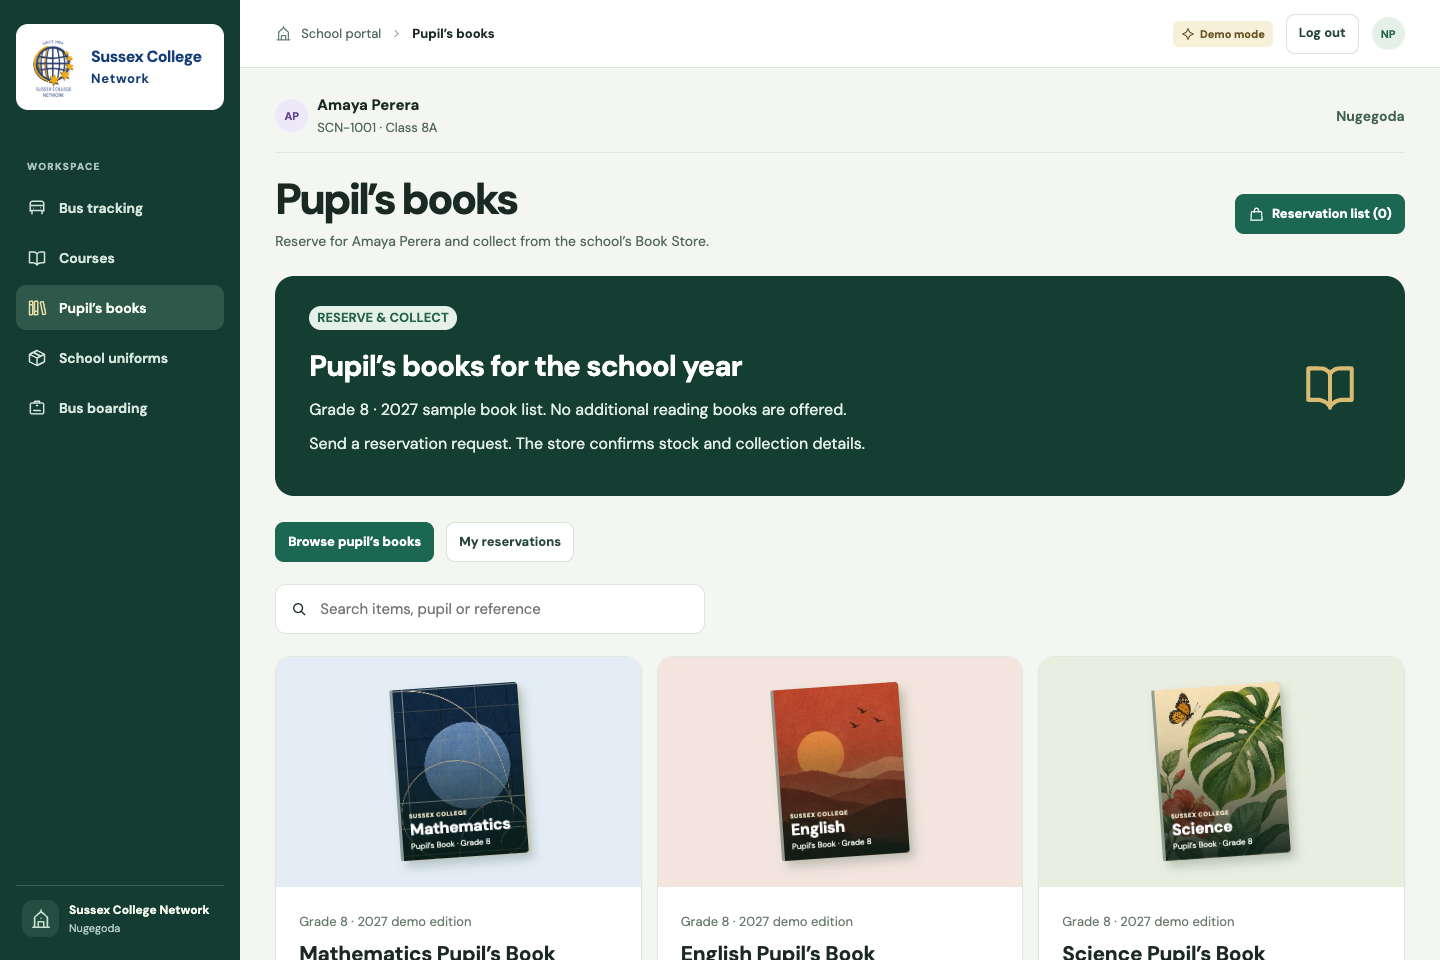 SINCE 1984
SUSSEX COLLEGE
NETWORK
Sussex College
Network
School portal
Pupil's books
Demo mode
Log out
NP
AP
Amaya Perera
SCN-1001 · Class 8A
Nugegoda
WORKSPACE
Bus tracking
Courses
Pupil's books
School uniforms
Bus boarding
Pupil's books
Reserve for Amaya Perera and collect from the school's Book Store.
Reservation list (0)
RESERVE & COLLECT
Pupil's books for the school year
Grade 8 · 2027 sample book list. No additional reading books are offered.
Send a reservation request. The store confirms stock and collection details.
Browse pupil's books
My reservations
Search items, pupil or reference
SUSSEX COLLEGE
Mathematics
Pupil's Book · Grade 8
SUSSEX COLLEGE
English
Pupil's Book · Grade 8
SUSSEX COLLEGE
Science
Pupil's Book · Grade 8
Grade 8 · 2027 demo edition
Mathematics Pupil's Book
Grade 8 · 2027 demo edition
English Pupil's Book
Grade 8 · 2027 demo edition
Science Pupil's Book
Sussex College Network
Nugegoda